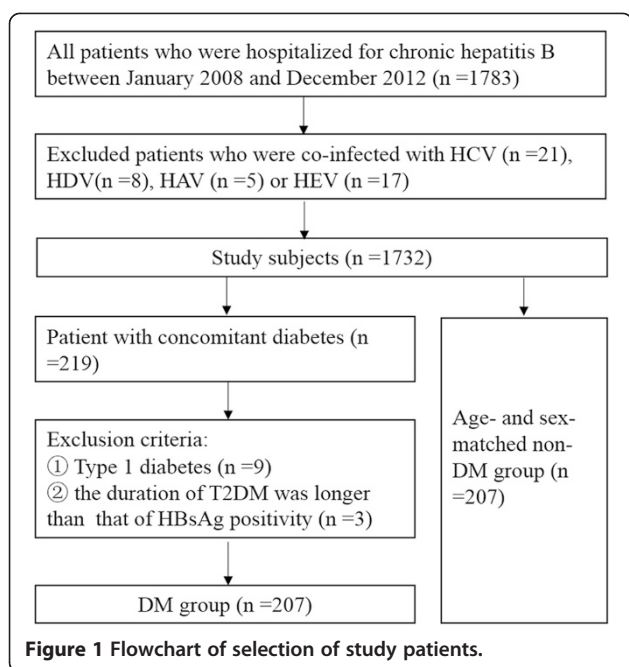 All patients who were hospitalized for chronic hepatitis B
between January 2008 and December 2012 (n =1783)
Excluded patients who were co-infected with HCV (n =21),
HDV(n =8), HAV (n =5) or HEV (n =17)
Study subjects (n =1732)
Patient with concomitant diabetes (n
=219)
Exclusion criteria:
① Type 1 diabetes (n =9)
② the duration of T2DM was longer
than that of HBsAg positivity (n =3)
DM group (n =207)
Age- and sex-
matched non-
DM group (n
=207)
Figure 1 Flowchart of selection of study patients.